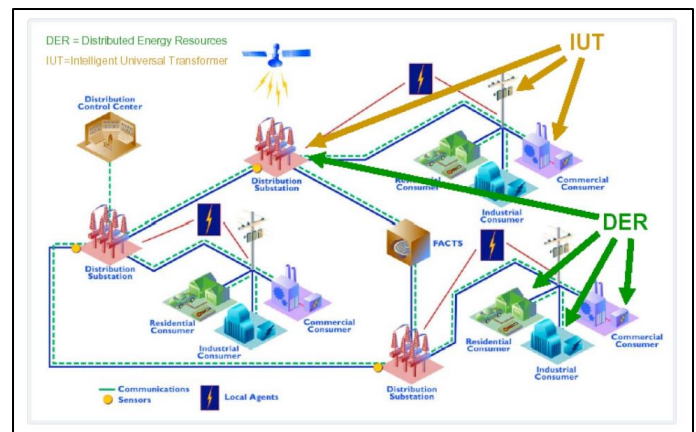 DER = Distributed Energy Resources
IUT=Intelligent Universal Transformer
IUT
Distribution
Control Center
Distribution
Substation
Residential
Consumer
Commercial
Consumer
Industrial
Consumer
DER
Distribution
Substation
FACTS
Residential
Consumer
Commercial
Consumer
Industrial
Consumer
Residential
Consumer
Commercial
Consumer
Industrial
Consumer
Distribution
Substation
Communications
Sensors
Local Agents